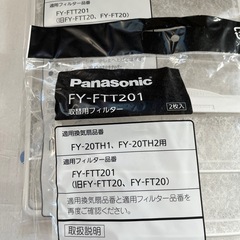 適用フィルター品番
FY-FTT201
(旧FY-FTT20、FY-FT20)
Panasonic
FY-FTT201
取替用フィルター
2枚入
適用換気扇品番
FY-20TH1、FY-20TH2用
適用フィルター品番
FY-FTT201
(旧FY-FTT20、FY-FT20)
適用換気扇品番と適用フィルター品番を
再度ご確認ください。
取扱説明